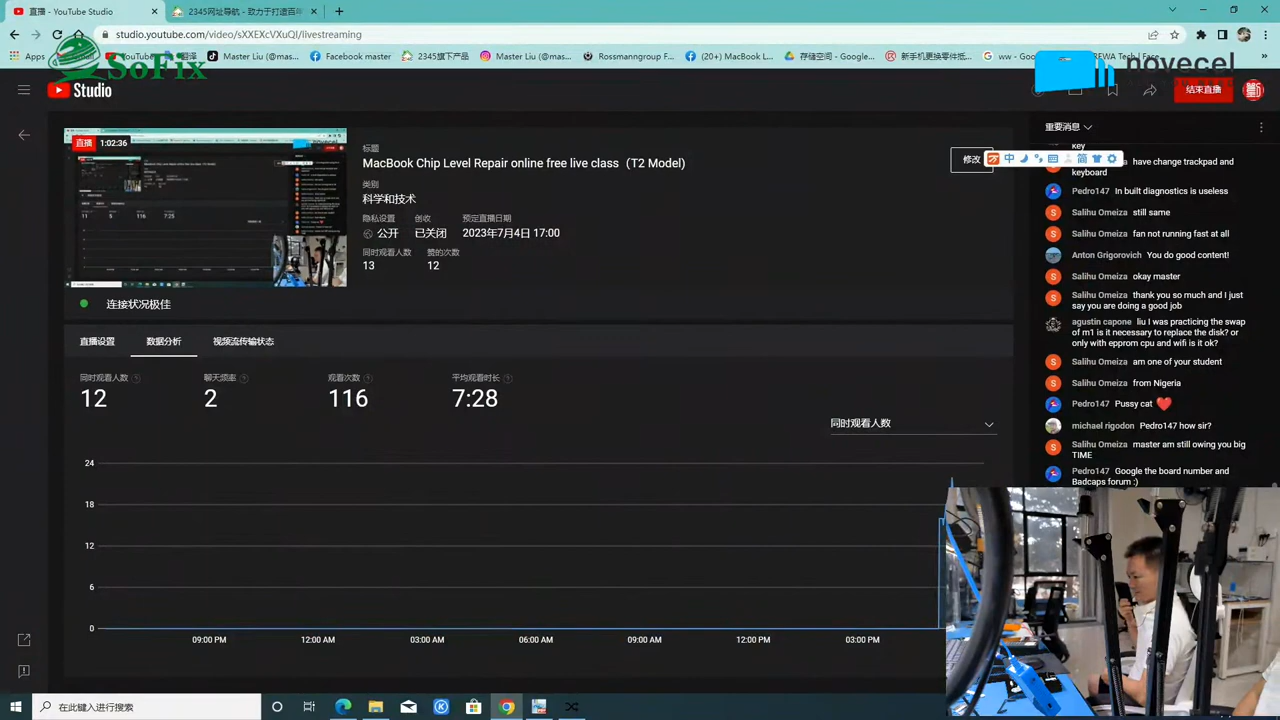 直播 - YouTube Studio
2345网址导航 - 致力于打造百年
studio.youtube.com/video/sXXEXcVXuQI/livestreaming
Apps
YouTube
翻译
Master Liu (@mas...
Facebook master
2345旗下产品
Master Liu (@mas...
Rossmanngroup F...
(20+) MacBook L...
存储空间 - Google...
新手机更换零件抵...
ww - Google
REWA Tech | Face...
SoFix
novecel
Studio
结束直播
直播
1:02:36
标题
MacBook Chip Level Repair online free live class（T2 Model)
类别
科学和技术
隐私设置
创收
预定直播日期
公开
已关闭
2023年7月4日 17:00
同时观看人数
赞的次数
13
12
修改
中
简
连接状况极佳
直播设置
数据分析
视频流传输状态
同时观看人数
聊天频率
观看次数
平均观看时长
12
2
116
7:28
同时观看人数
24
18
12
6
0
09:00 PM
12:00 AM
03:00 AM
06:00 AM
09:00 AM
12:00 PM
03:00 PM
重要消息
key
have change trackpad and
keyboard
Pedro147 In built diagnostics is useless
Salihu Omeiza still same
Salihu Omeiza fan not running fast at all
Anton Grigorovich You do good content!
Salihu Omeiza okay master
Salihu Omeiza thank you so much and I just
say you are doing a good job
agustin capone liu I was practicing the swap
of m1 is it necessary to replace the disk? or
only with epprom cpu and wifi is it ok?
Salihu Omeiza am one of your student
Salihu Omeiza from Nigeria
Pedro147 Pussy cat ❤️
michael rigodon Pedro147 how sir?
Salihu Omeiza master am still owing you big
TIME
Pedro147 Google the board number and
Badcaps forum :)
在此键入进行搜索